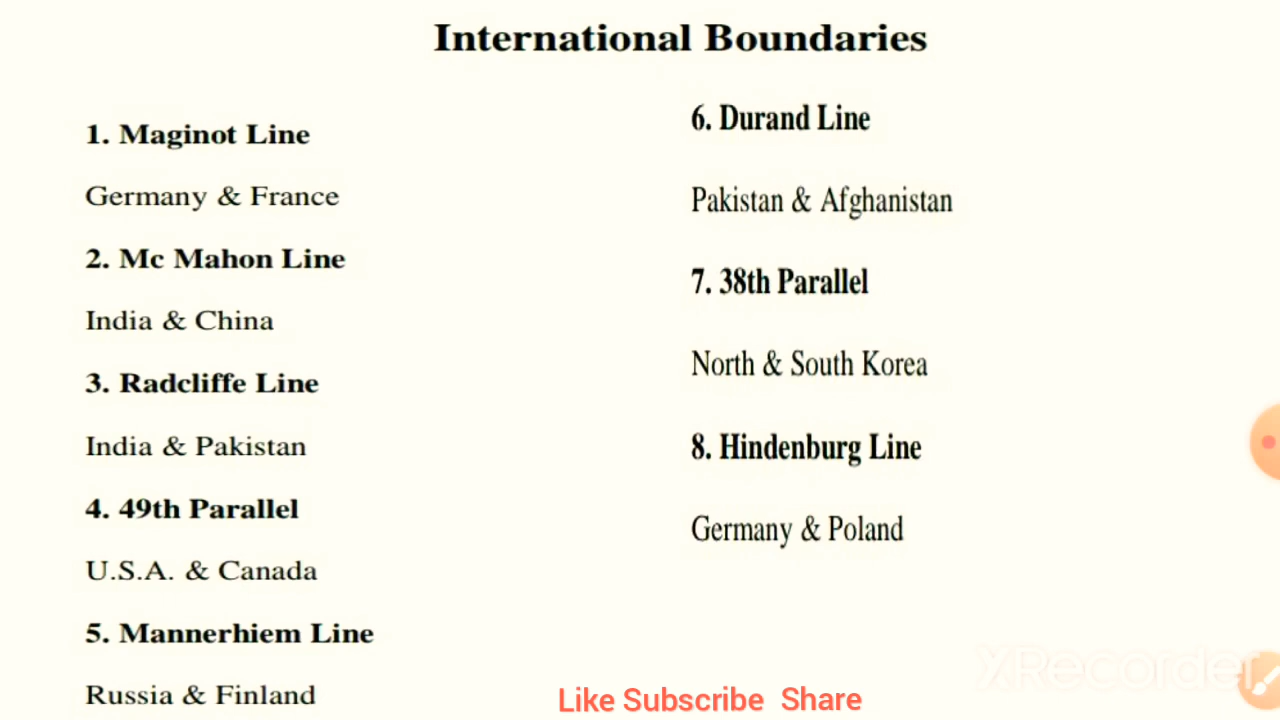 International Boundaries
1. Maginot Line
Germany & France
2. Mc Mahon Line
India & China
3. Radcliffe Line
India & Pakistan
4. 49th Parallel
U.S.A. & Canada
5. Mannerhiem Line
Russia & Finland
6. Durand Line
Pakistan & Afghanistan
7. 38th Parallel
North & South Korea
8. Hindenburg Line
Germany & Poland
Like Subscribe Share
XRecorder